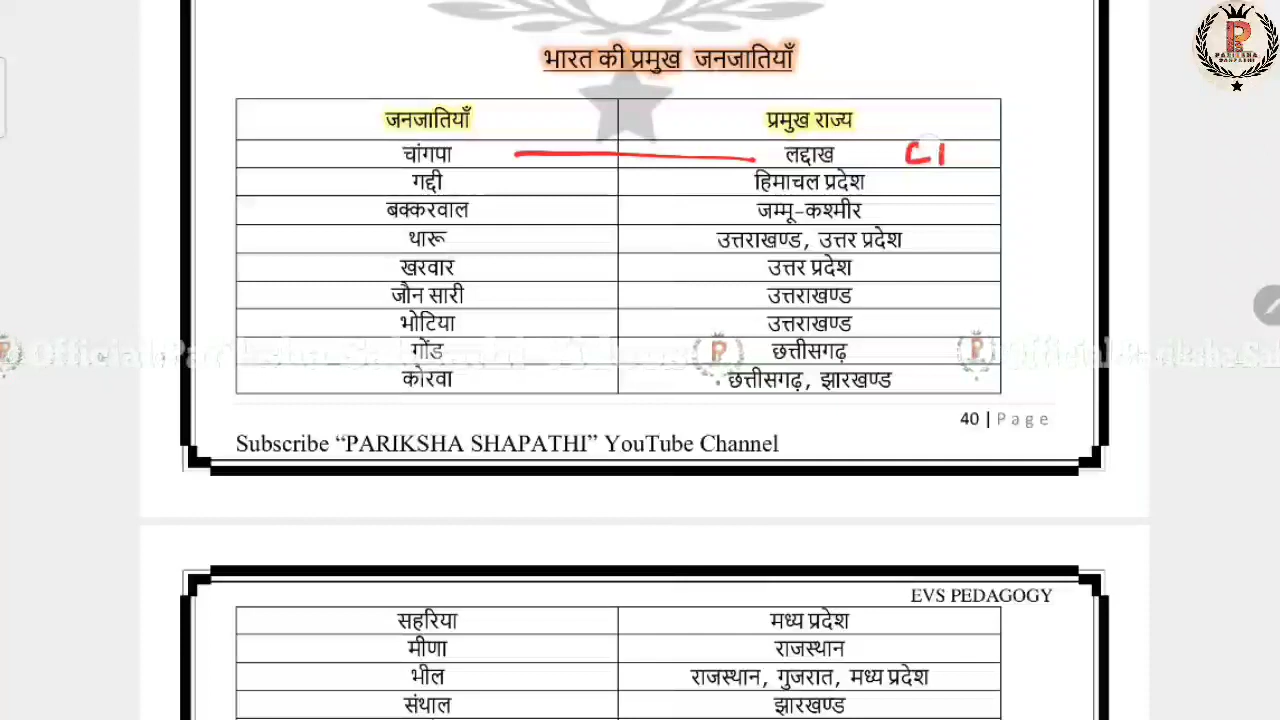 PARIKSHA
SHAPATHI
भारत की प्रमुख जनजातियाँ
जनजातियाँ प्रमुख राज्य
चांगपा लद्दाख
गद्दी हिमाचल प्रदेश
बक्करवाल जम्मू-कश्मीर
थारू उत्तराखण्ड, उत्तर प्रदेश
खरवार उत्तर प्रदेश
जौन सारी उत्तराखण्ड
भोटिया उत्तराखण्ड
गोंड छत्तीसगढ़
कोरवा छत्तीसगढ़, झारखण्ड
40 | Page
Subscribe “PARIKSHA SHAPATHI” YouTube Channel
EVS PEDAGOGY
सहरिया मध्य प्रदेश
मीणा राजस्थान
भील राजस्थान, गुजरात, मध्य प्रदेश
संथाल झारखण्ड